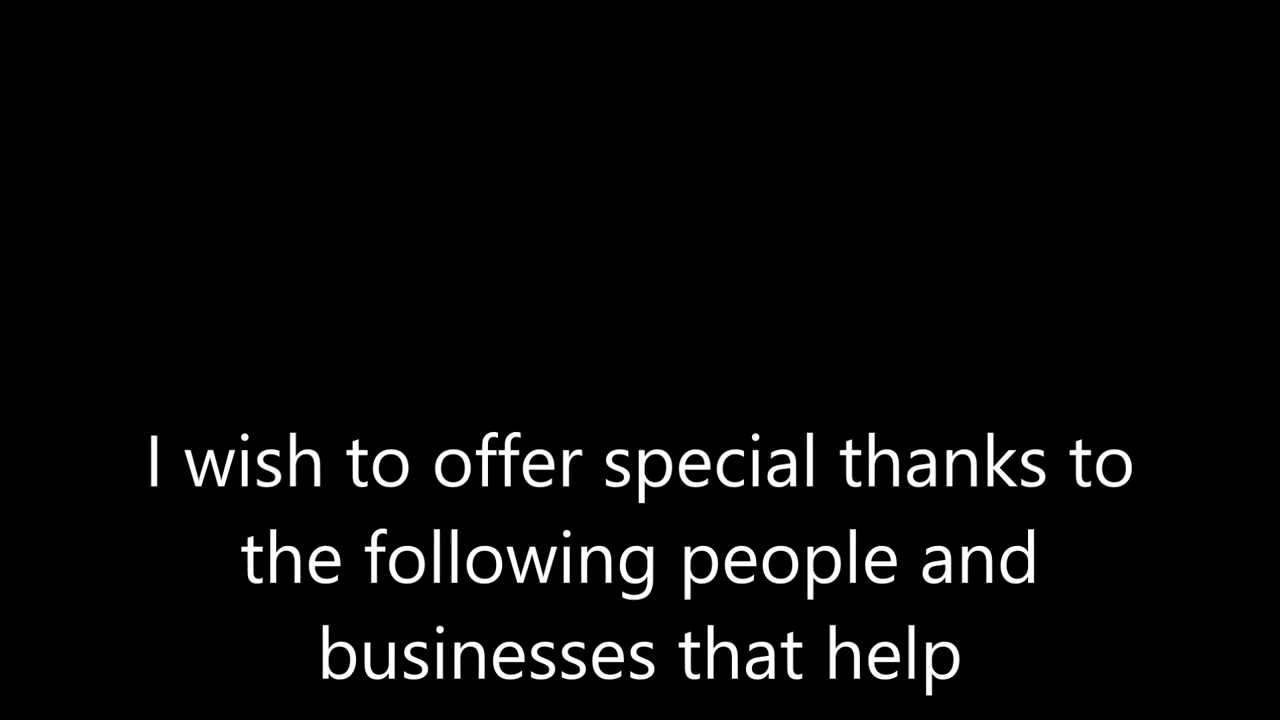 I wish to offer special thanks to
the following people and
businesses that help